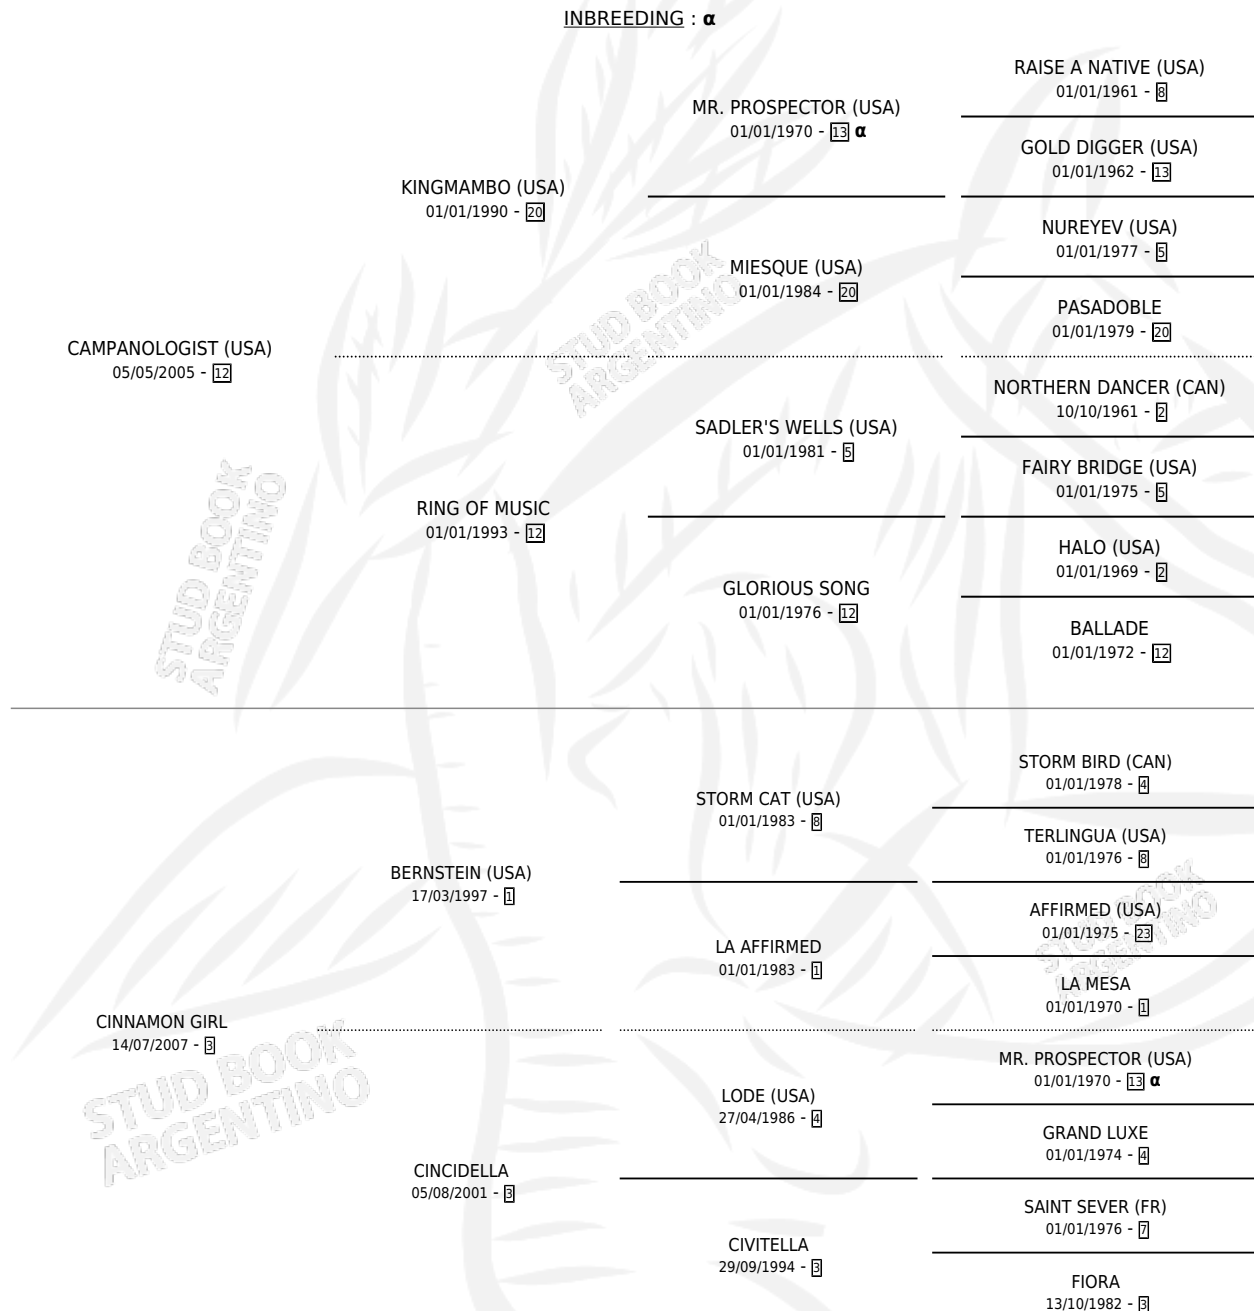 INBREEDING : α
RAISE A NATIVE (USA)
01/01/1961 - 8
MR. PROSPECTOR (USA)
01/01/1970 - 13 α
GOLD DIGGER (USA)
01/01/1962 - 13
KINGMAMBO (USA)
01/01/1990 - 20
NUREYEV (USA)
01/01/1977 - 5
MIESQUE (USA)
01/01/1984 - 20
PASADOBLE
01/01/1979 - 20
CAMPANOLOGIST (USA)
05/05/2005 - 12
NORTHERN DANCER (CAN)
10/10/1961 - 2
SADLER'S WELLS (USA)
01/01/1981 - 5
FAIRY BRIDGE (USA)
01/01/1975 - 5
RING OF MUSIC
01/01/1993 - 12
HALO (USA)
01/01/1969 - 2
GLORIOUS SONG
01/01/1976 - 12
BALLADE
01/01/1972 - 12
STORM BIRD (CAN)
01/01/1978 - 4
STORM CAT (USA)
01/01/1983 - 8
TERLINGUA (USA)
01/01/1976 - 8
BERNSTEIN (USA)
17/03/1997 - 1
AFFIRMED (USA)
01/01/1975 - 23
LA AFFIRMED
01/01/1983 - 1
LA MESA
01/01/1970 - 1
CINNAMON GIRL
14/07/2007 - 3
MR. PROSPECTOR (USA)
01/01/1970 - 13 α
LODE (USA)
27/04/1986 - 4
GRAND LUXE
01/01/1974 - 4
CINCIDELLA
05/08/2001 - 3
SAINT SEVER (FR)
01/01/1976 - 7
CIVITELLA
29/09/1994 - 3
FIORA
13/10/1982 - 3
STUD BOOK
ARGENTINO
STUD BOOK
ARGENTINO
STUD BOOK
ARGENTINO
STUD BOOK
ARGENTINO